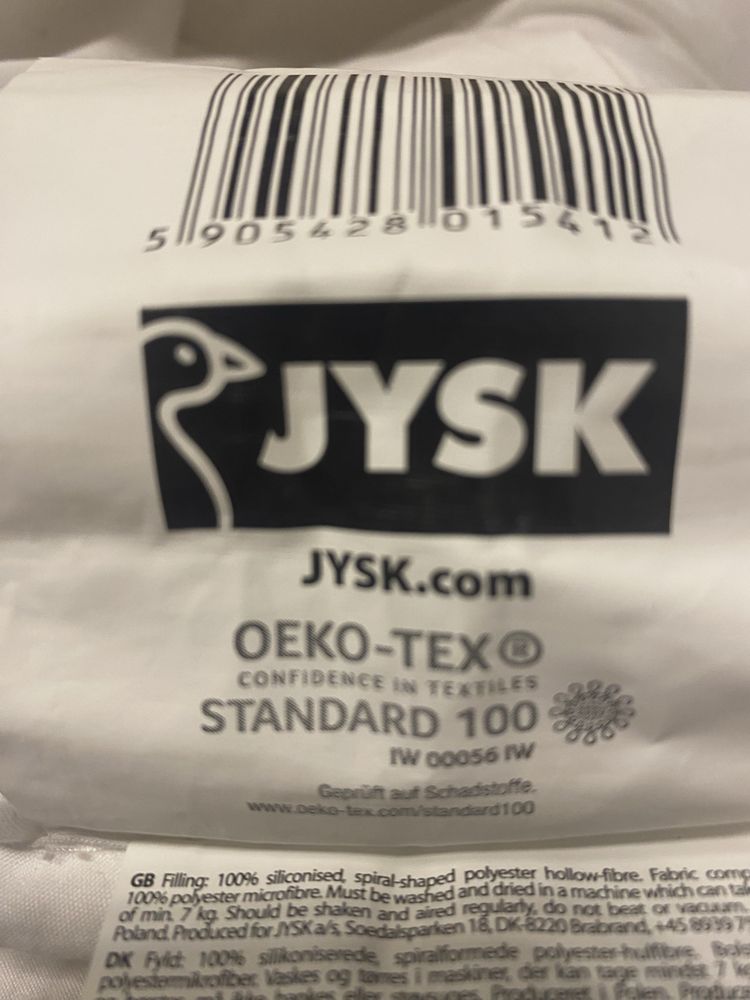 5 905428 015412
JYSK
JYSK.com
OEKO-TEX®
CONFIDENCE IN TEXTILES
STANDARD 100
IW 00056 IW
Geprüft auf Schadstoffe.
www.oeko-tex.com/standard100
GB Filling: 100% siliconised, spiral-shaped polyester hollow-fibre. Fabric
100% polyester microfibre. Must be washed and dried in a machine which can
of min. 7 kg. Should be shaken and aired regularly, do not beat or vacuum.
Poland. Produced for JYSK a/s, Soedalsparken 18, DK-8220 Brabrand,
DK Fyld: 100% silikoniserede, spiralformede polyester-hulfibre.
polyestermikrofiber. Vaskes og tørres i maskiner, der kan tage mindst 7